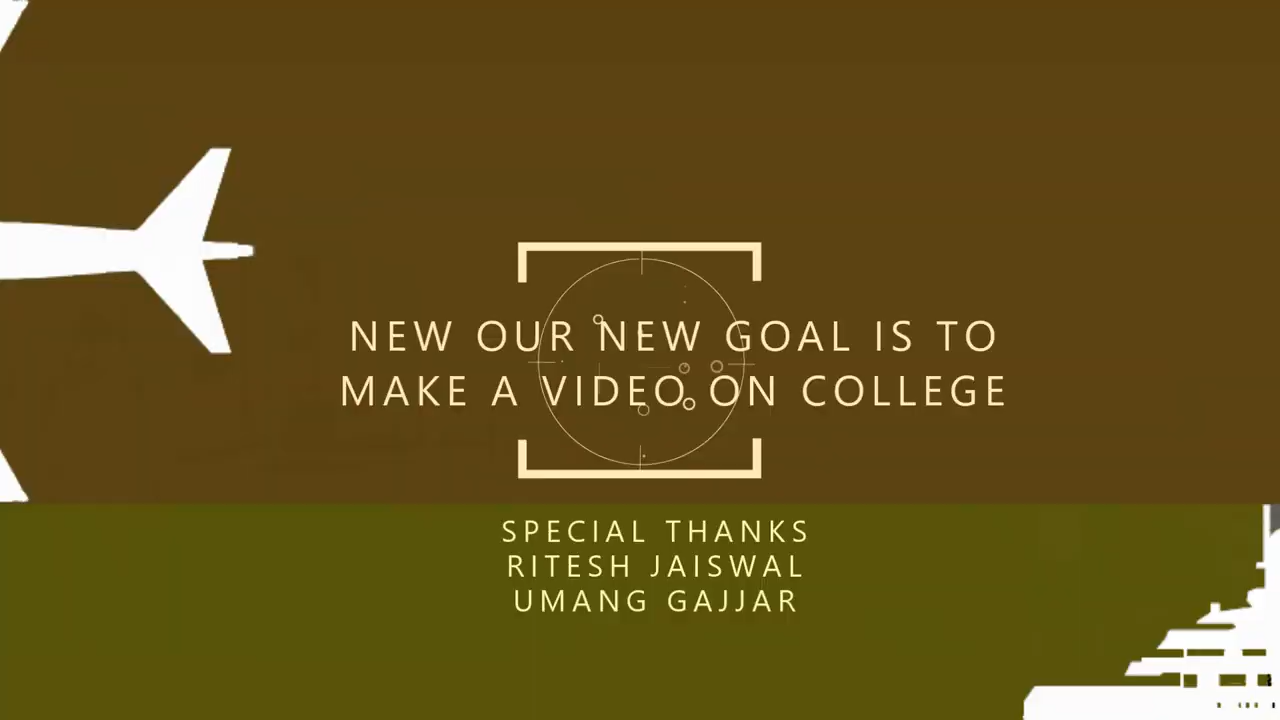 NEW OUR NEW GOAL IS TO
MAKE A VIDEO ON COLLEGE
SPECIAL THANKS
RITESH JAISWAL
UMANG GAJJAR